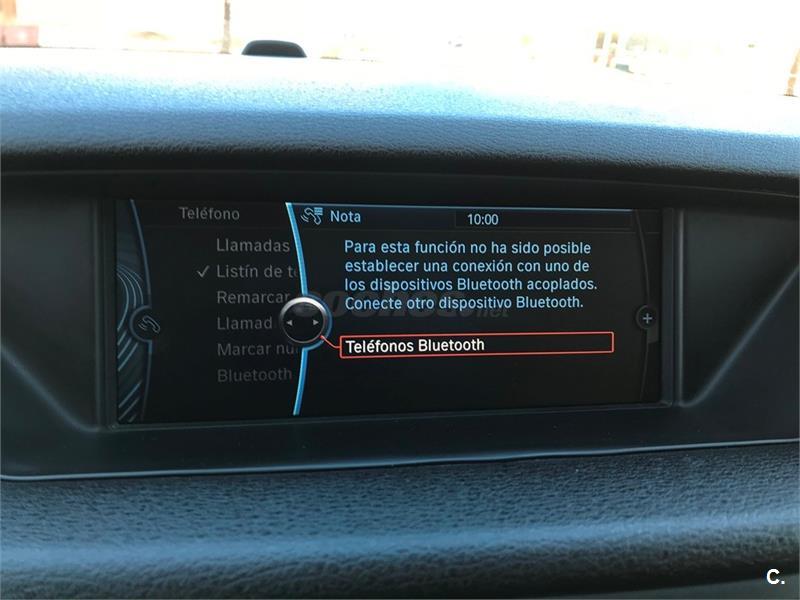 Teléfono
Nota
10:00
Llamadas
Listín de
Remarcar
Llamad
Marcar
Bluetooth
Para esta función no ha sido posible
establecer una conexión con uno de
los dispositivos Bluetooth acoplados.
Conecte otro dispositivo Bluetooth.
Teléfonos Bluetooth
C.